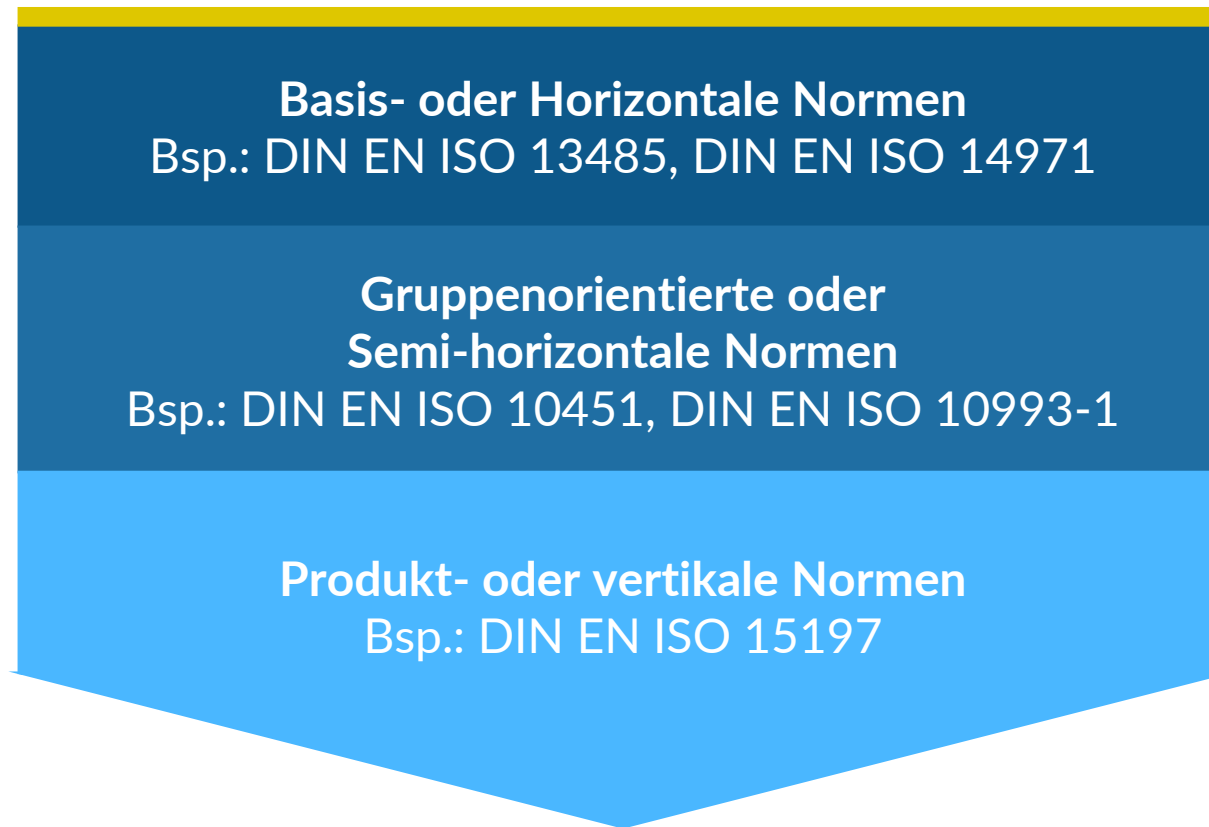 Basis- oder Horizontale Normen
Bsp.: DIN EN ISO 13485, DIN EN ISO 14971
Gruppenorientierte oder
Semi-horizontale Normen
Bsp.: DIN EN ISO 10451, DIN EN ISO 10993-1
Produkt- oder vertikale Normen
Bsp.: DIN EN ISO 15197